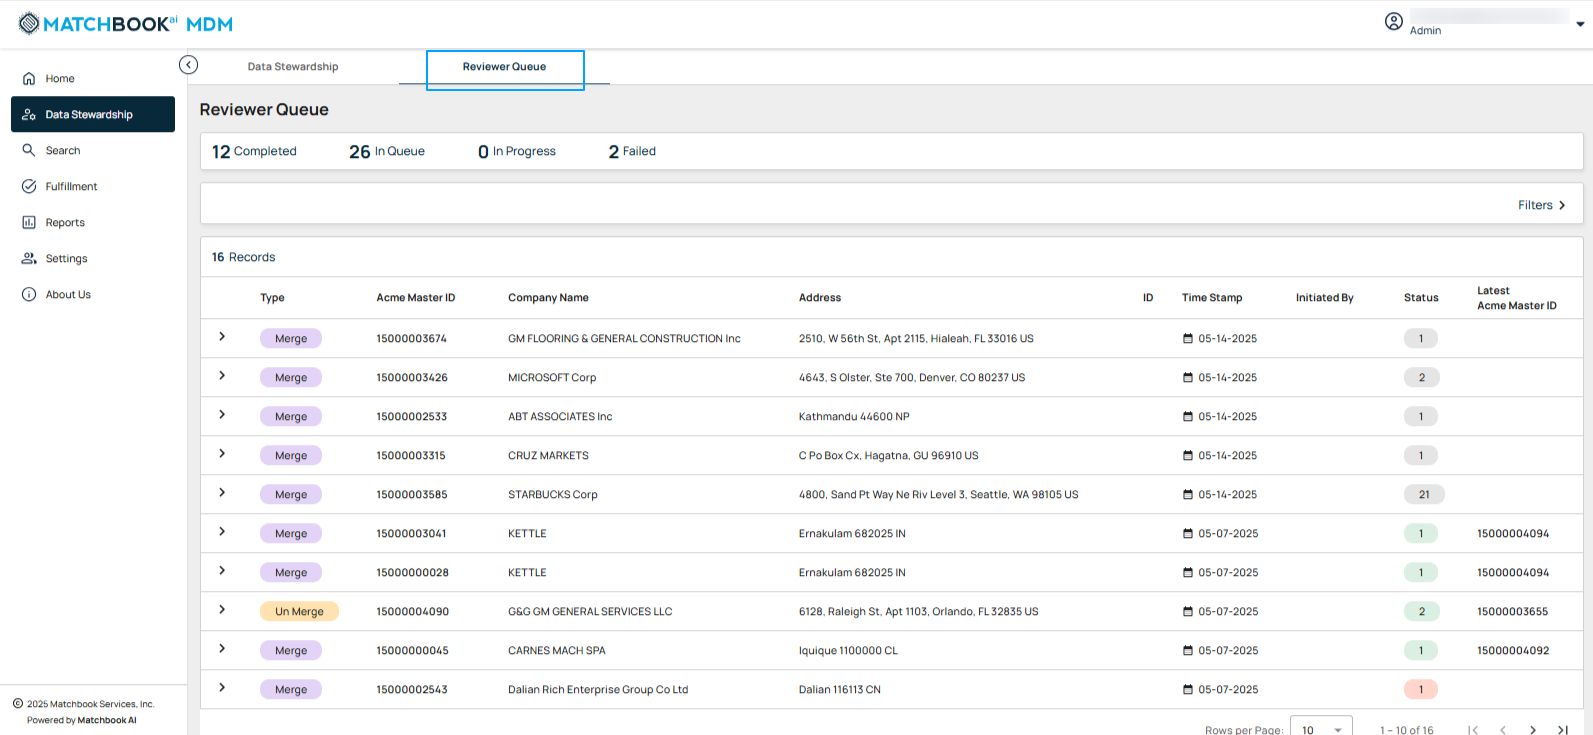 MATCHBOOKai MDM
Admin
Home
Data Stewardship
Search
Fulfillment
Reports
Settings
About Us
Data Stewardship Reviewer Queue
Reviewer Queue
12 Completed 26 In Queue 0 In Progress 2 Failed
Filters
16 Records
Type Acme Master ID Company Name Address ID Time Stamp Initiated By Status Latest Acme Master ID
Merge 15000003674 GM FLOORING & GENERAL CONSTRUCTION Inc 2510, W 56th St, Apt 2115, Hialeah, FL 33016 US 05-14-2025 1
Merge 15000003426 MICROSOFT Corp 4643, S Olster, Ste 700, Denver, CO 80237 US 05-14-2025 2
Merge 15000002533 ABT ASSOCIATES Inc Kathmandu 44600 NP 05-14-2025 1
Merge 15000003315 CRUZ MARKETS C Po Box Cx, Hagatna, GU 96910 US 05-14-2025 1
Merge 15000003585 STARBUCKS Corp 4800, Sand Pt Way Ne Riv Level 3, Seattle, WA 98105 US 05-14-2025 21
Merge 15000003041 KETTLE Ernakulam 682025 IN 05-07-2025 1 15000004094
Merge 15000000028 KETTLE Ernakulam 682025 IN 05-07-2025 1 15000004094
Un Merge 15000004090 G&G GM GENERAL SERVICES LLC 6128, Raleigh St, Apt 1103, Orlando, FL 32835 US 05-07-2025 2 15000003655
Merge 15000000045 CARNES MACH SPA Iquique 1100000 CL 05-07-2025 1 15000004092
Merge 15000002543 Dalian Rich Enterprise Group Co Ltd Dalian 116113 CN 05-07-2025 1
Rows per Page: 10 1 – 10 of 16
© 2025 Matchbook Services, Inc.
Powered by Matchbook AI